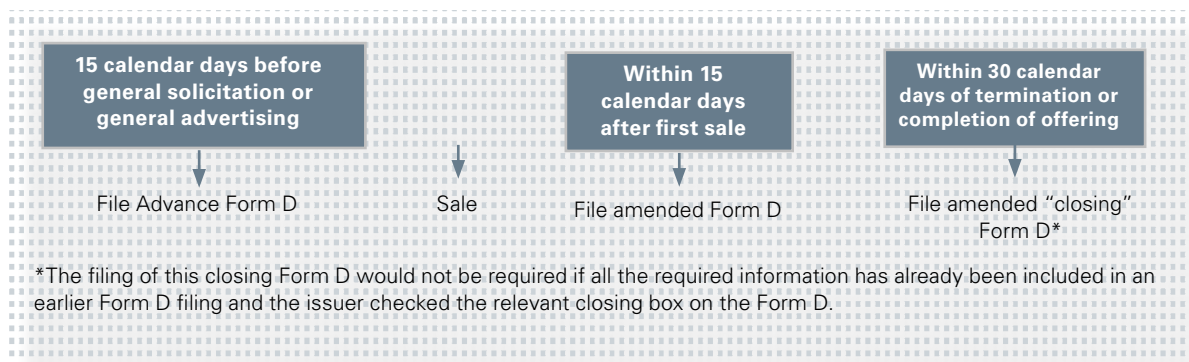 15 calendar days before
general solicitation or
general advertising
Within 15
calendar days
after first sale
Within 30 calendar
days of termination or
completion of offering
File Advance Form D
Sale
File amended Form D
File amended “closing”
Form D*
*The filing of this closing Form D would not be required if all the required information has already been included in an
earlier Form D filing and the issuer checked the relevant closing box on the Form D.